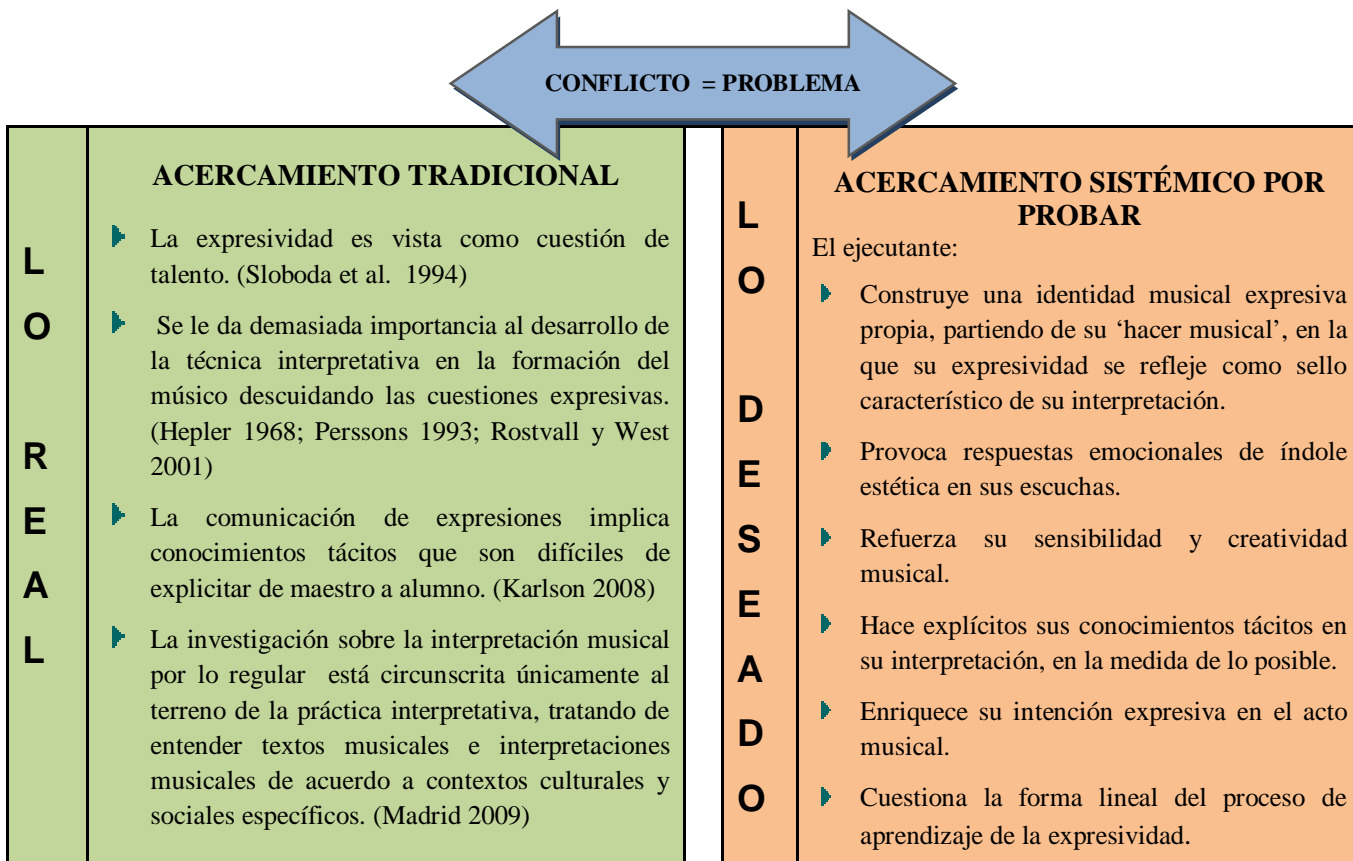 CONFLICTO = PROBLEMA
LO REAL
ACERCAMIENTO TRADICIONAL
La expresividad es vista como cuestión de
talento. (Sloboda et al. 1994)
Se le da demasiada importancia al desarrollo de
la técnica interpretativa en la formación del
músico descuidando las cuestiones expresivas.
(Hepler 1968; Perssons 1993; Rostvall y West
2001)
La comunicación de expresiones implica
conocimientos tácitos que son difíciles de
explicitar de maestro a alumno. (Karlson 2008)
La investigación sobre la interpretación musical
por lo regular está circunscrita únicamente al
terreno de la práctica interpretativa, tratando de
entender textos musicales e interpretaciones
musicales de acuerdo a contextos culturales y
sociales específicos. (Madrid 2009)
LO DESEADO
ACERCAMIENTO SISTÉMICO POR
PROBAR
El ejecutante:
Construye una identidad musical expresiva
propia, partiendo de su ‘hacer musical’, en la
que su expresividad se refleje como sello
característico de su interpretación.
Provoca respuestas emocionales de índole
estética en sus escuchas.
Refuerza su sensibilidad y creatividad
musical.
Hace explícitos sus conocimientos tácitos en
su interpretación, en la medida de lo posible.
Enriquece su intención expresiva en el acto
musical.
Cuestiona la forma lineal del proceso de
aprendizaje de la expresividad.